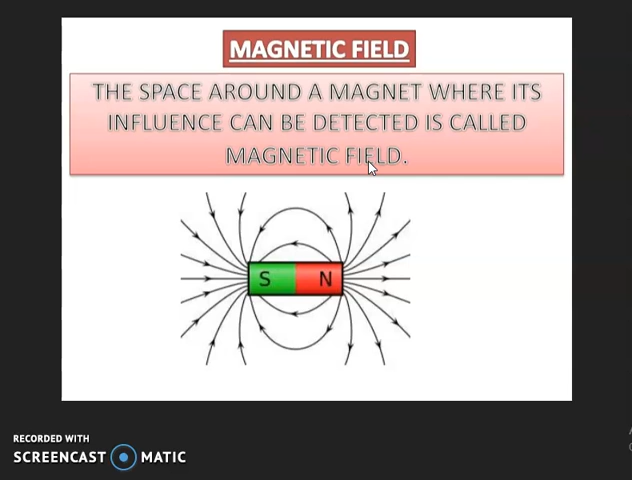 MAGNETIC FIELD
THE SPACE AROUND A MAGNET WHERE ITS
INFLUENCE CAN BE DETECTED IS CALLED
MAGNETIC FIELD.
S N
RECORDED WITH
SCREENCAST MATIC